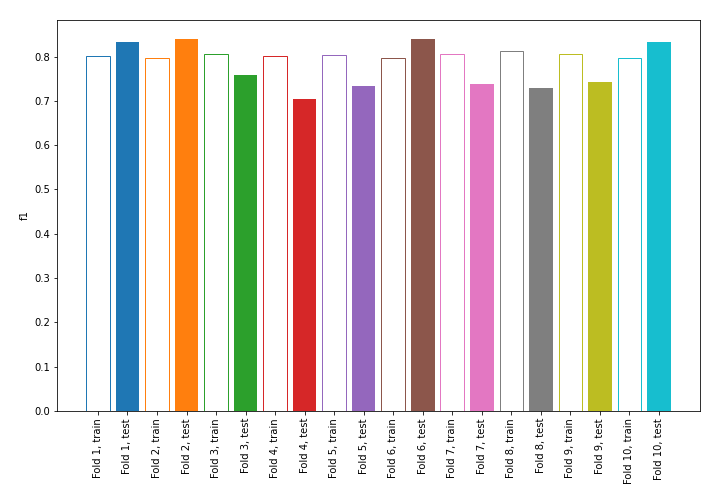 f1
0.8
0.7
0.6
0.5
0.4
0.3
0.2
0.1
0.0
Fold 1, train
Fold 1, test
Fold 2, train
Fold 2, test
Fold 3, train
Fold 3, test
Fold 4, train
Fold 4, test
Fold 5, train
Fold 5, test
Fold 6, train
Fold 6, test
Fold 7, train
Fold 7, test
Fold 8, train
Fold 8, test
Fold 9, train
Fold 9, test
Fold 10, train
Fold 10, test